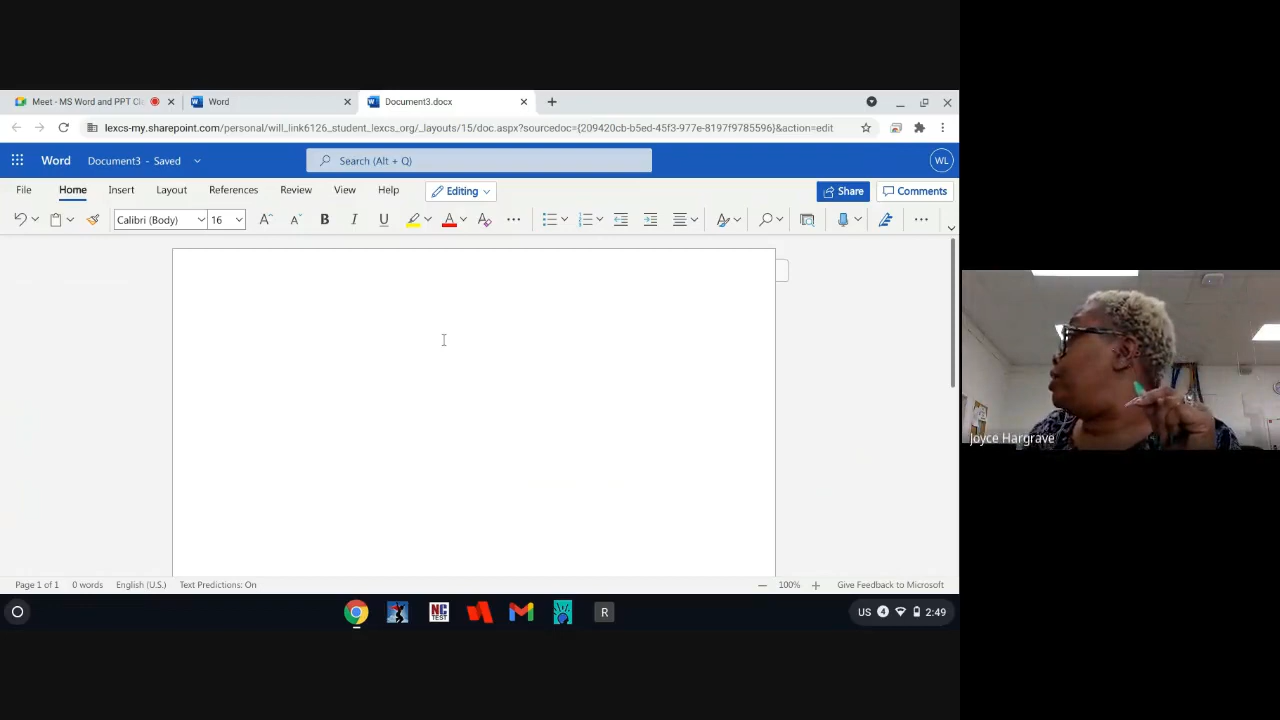 Meet - MS Word and PPT Cl
Word
Document3.docx
lexcs-my.sharepoint.com/personal/will_link6126_student_lexcs_org/_layouts/15/doc.aspx?sourcedoc={209420cb-b5ed-45f3-977e-8197f9785596}&action=edit
Word Document3 - Saved Search (Alt + Q) WL
File Home Insert Layout References Review View Help Editing Share Comments
Calibri (Body) 16 A A B I U A A
Joyce Hargrave
Page 1 of 1 0 words English (U.S.) Text Predictions: On 100% Give Feedback to Microsoft
NC TEST R US 4 2:49